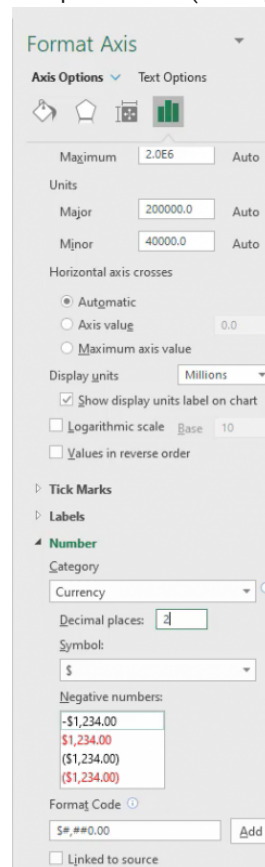 Format Axis
Axis Options Text Options
Maximum 2.0E6 Auto
Units
Major 200000.0 Auto
Minor 40000.0 Auto
Horizontal axis crosses
Automatic
Axis value 0.0
Maximum axis value
Display units Millions
Show display units label on chart
Logarithmic scale Base 10
Values in reverse order
Tick Marks
Labels
Number
Category
Currency
Decimal places: 2
Symbol:
$
Negative numbers:
-$1,234.00
$1,234.00
($1,234.00)
($1,234.00)
Format Code
$#,##0.00 Add
Linked to source